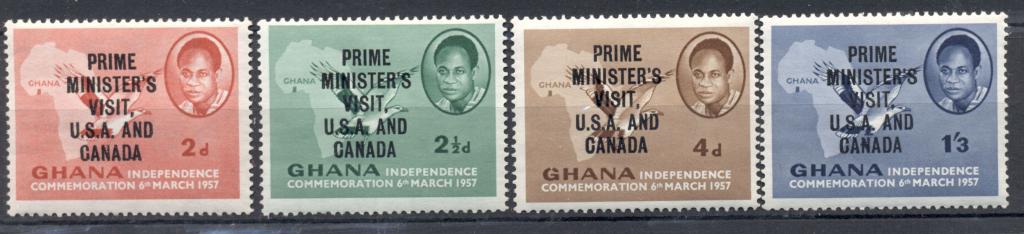 GHANA
PRIME
MINISTER'S
VISIT,
U.S.A. AND
CANADA
2d
GHANA INDEPENDENCE
COMMEMORATION 6th MARCH 1957
GHANA
PRIME
MINISTER'S
VISIT,
U.S.A. AND
CANADA
2½d
GHANA INDEPENDENCE
COMMEMORATION 6th MARCH 1957
GHANA
PRIME
MINISTER'S
VISIT,
U.S.A. AND
CANADA
4d
GHANA INDEPENDENCE
COMMEMORATION 6th MARCH 1957
GHANA
PRIME
MINISTER'S
VISIT,
U.S.A. AND
CANADA
1'3
GHANA INDEPENDENCE
COMMEMORATION 6th MARCH 1957